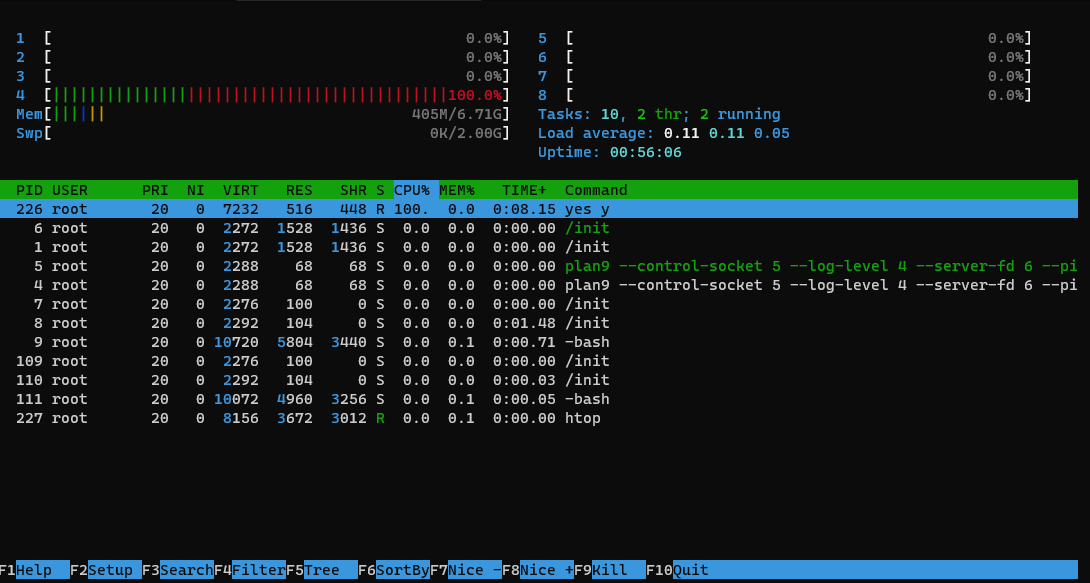 1 [ 0.0%] 5 [ 0.0%]
2 [ 0.0%] 6 [ 0.0%]
3 [ 0.0%] 7 [ 0.0%]
4 [||||||||||||||||||||||||||||||||||||||||||||100.0%] 8 [ 0.0%]
Mem[|||||| 405M/6.71G] Tasks: 10, 2 thr; 2 running
Swp[ 0K/2.00G] Load average: 0.11 0.11 0.05
Uptime: 00:56:06
PID USER PRI NI VIRT RES SHR S CPU% MEM% TIME+ Command
226 root 20 0 7232 516 448 R 100. 0.0 0:08.15 yes y
6 root 20 0 2272 1528 1436 S 0.0 0.0 0:00.00 /init
1 root 20 0 2272 1528 1436 S 0.0 0.0 0:00.00 /init
5 root 20 0 2288 68 68 S 0.0 0.0 0:00.00 plan9 --control-socket 5 --log-level 4 --server-fd 6 --pi
4 root 20 0 2288 68 68 S 0.0 0.0 0:00.00 plan9 --control-socket 5 --log-level 4 --server-fd 6 --pi
7 root 20 0 2276 100 0 S 0.0 0.0 0:00.00 /init
8 root 20 0 2292 104 0 S 0.0 0.0 0:01.48 /init
9 root 20 0 10720 5804 3440 S 0.0 0.1 0:00.71 -bash
109 root 20 0 2276 100 0 S 0.0 0.0 0:00.00 /init
110 root 20 0 2292 104 0 S 0.0 0.0 0:00.03 /init
111 root 20 0 10072 4960 3256 S 0.0 0.1 0:00.05 -bash
227 root 20 0 8156 3672 3012 R 0.0 0.1 0:00.00 htop
F1Help F2Setup F3SearchF4FilterF5Tree F6SortByF7Nice -F8Nice +F9Kill F10Quit